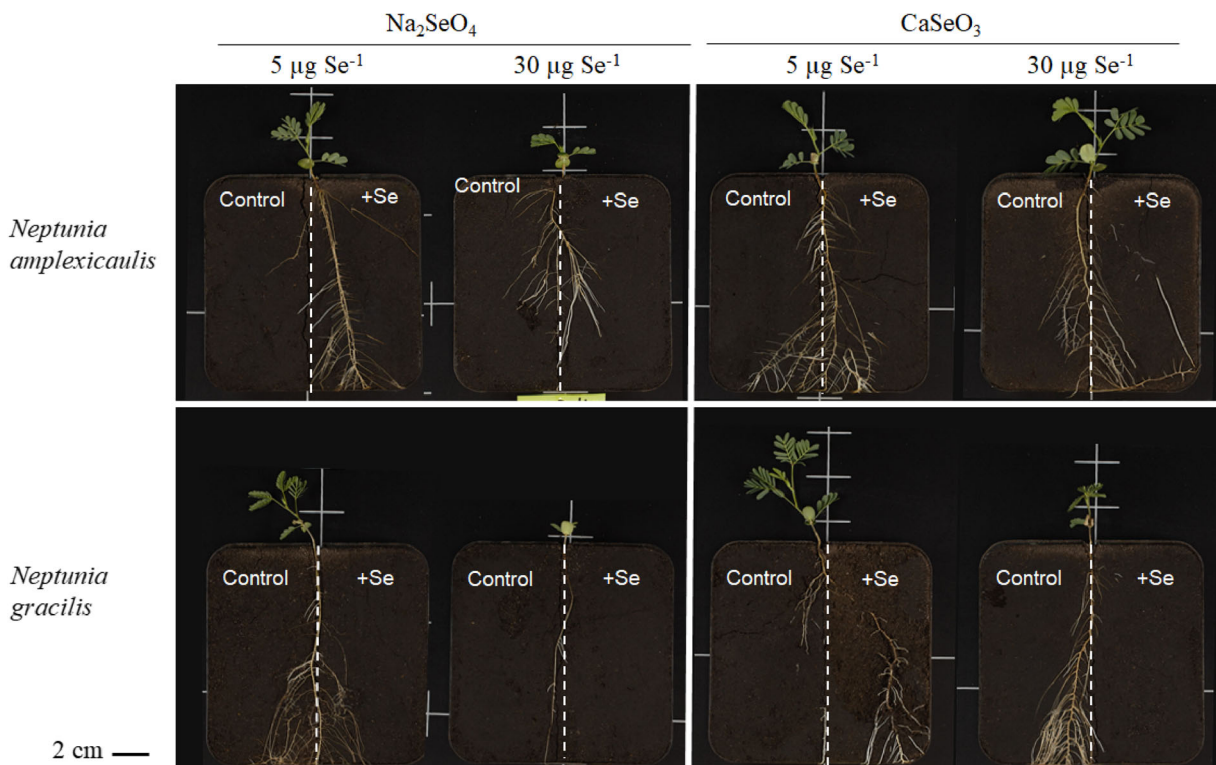 Na₂SeO₄ CaSeO₃
5 µg Se⁻¹ 30 µg Se⁻¹ 5 µg Se⁻¹ 30 µg Se⁻¹
Neptunia
amplexicaulis
Control +Se Control +Se Control +Se Control +Se
Neptunia
gracilis
Control +Se Control +Se Control +Se Control +Se
2 cm